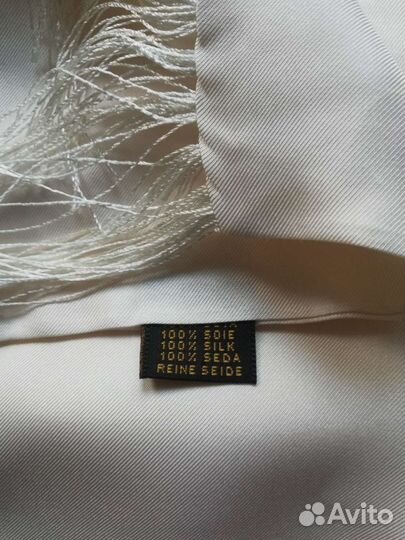 100% SOIE
100% SILK
100% SEDA
REINE SEIDE
Avito